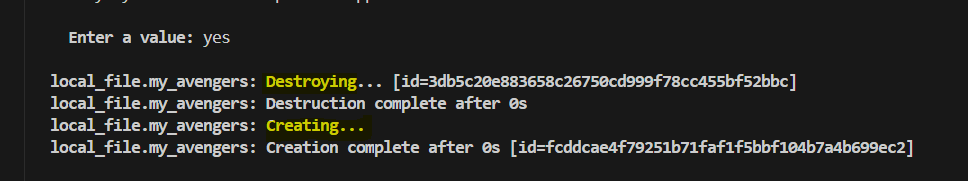 Enter a value: yes
local_file.my_avengers: Destroying... [id=3db5c20e883658c26750cd999f78cc455bf52bbc]
local_file.my_avengers: Destruction complete after 0s
local_file.my_avengers: Creating...
local_file.my_avengers: Creation complete after 0s [id=fcddcae4f79251b71faf1f5bbf104b7a4b699ec2]